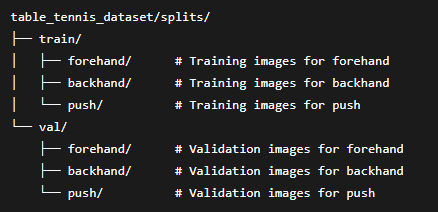 table_tennis_dataset/splits/
├── train/
│   ├── forehand/      # Training images for forehand
│   ├── backhand/      # Training images for backhand
│   └── push/          # Training images for push
└── val/
    ├── forehand/      # Validation images for forehand
    ├── backhand/      # Validation images for backhand
    └── push/          # Validation images for push